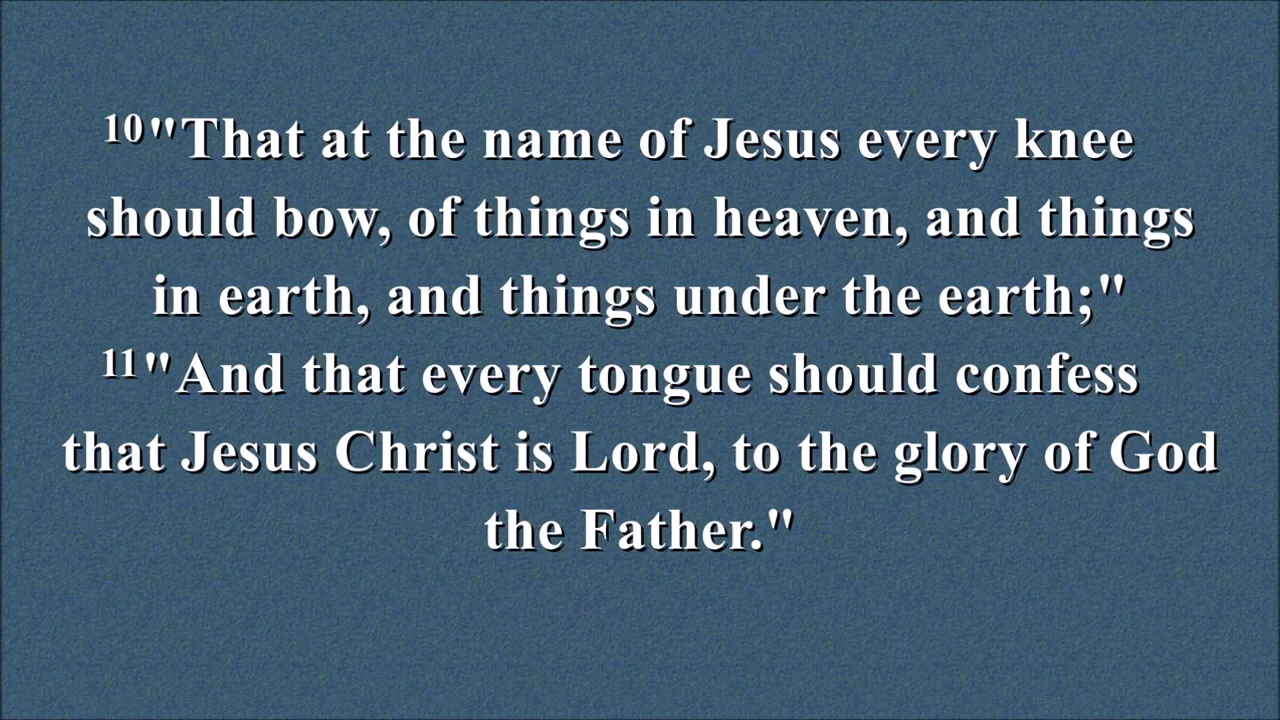 10"That at the name of Jesus every knee
should bow, of things in heaven, and things
in earth, and things under the earth;"
11"And that every tongue should confess
that Jesus Christ is Lord, to the glory of God
the Father."